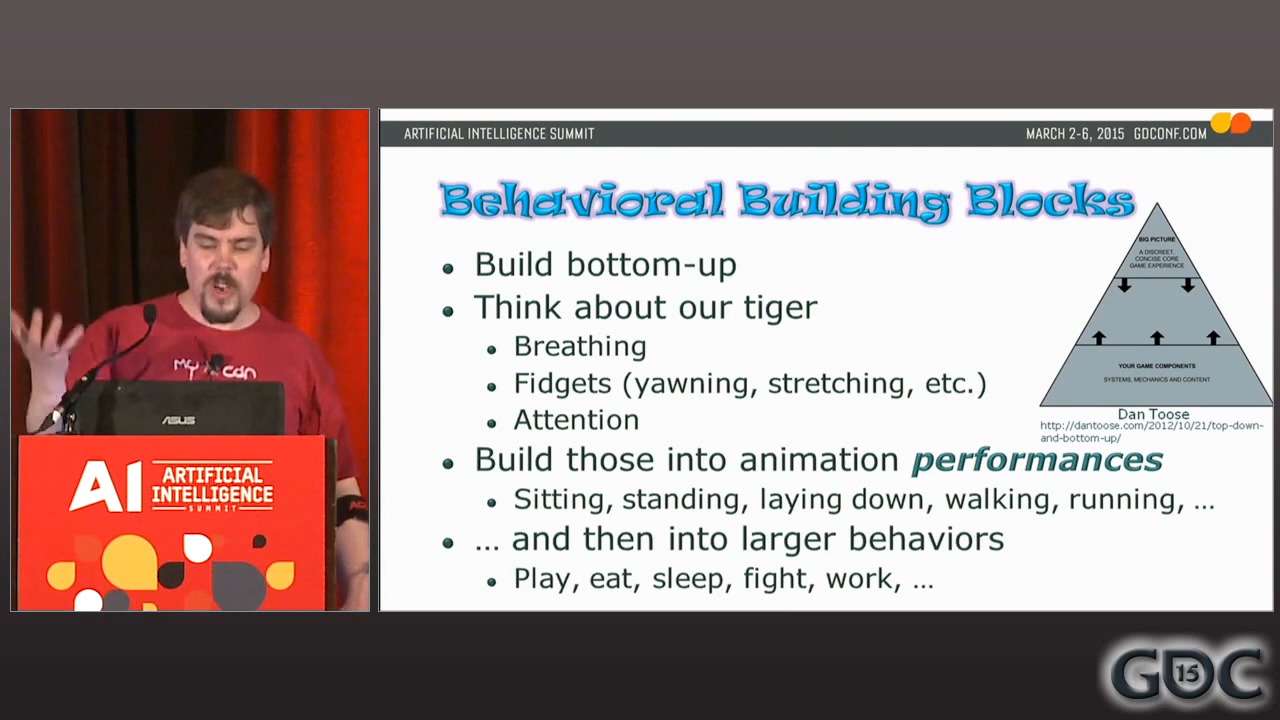 ARTIFICIAL INTELLIGENCE SUMMIT
MARCH 2-6, 2015 GDCONF.COM
Behavioral Building Blocks
• Build bottom-up
• Think about our tiger
• Breathing
• Fidgets (yawning, stretching, etc.)
• Attention
• Build those into animation performances
• Sitting, standing, laying down, walking, running, ...
• ... and then into larger behaviors
• Play, eat, sleep, fight, work, ...
BIG PICTURE
A DISCREET,
CONCISE CORE
GAME EXPERIENCE
YOUR GAME COMPONENTS
SYSTEMS, MECHANICS AND CONTENT
Dan Toose
http://dantoose.com/2012/10/21/top-down-
and-bottom-up/
ASUS
AI ARTIFICIAL
INTELLIGENCE
SUMMIT
GDC
15